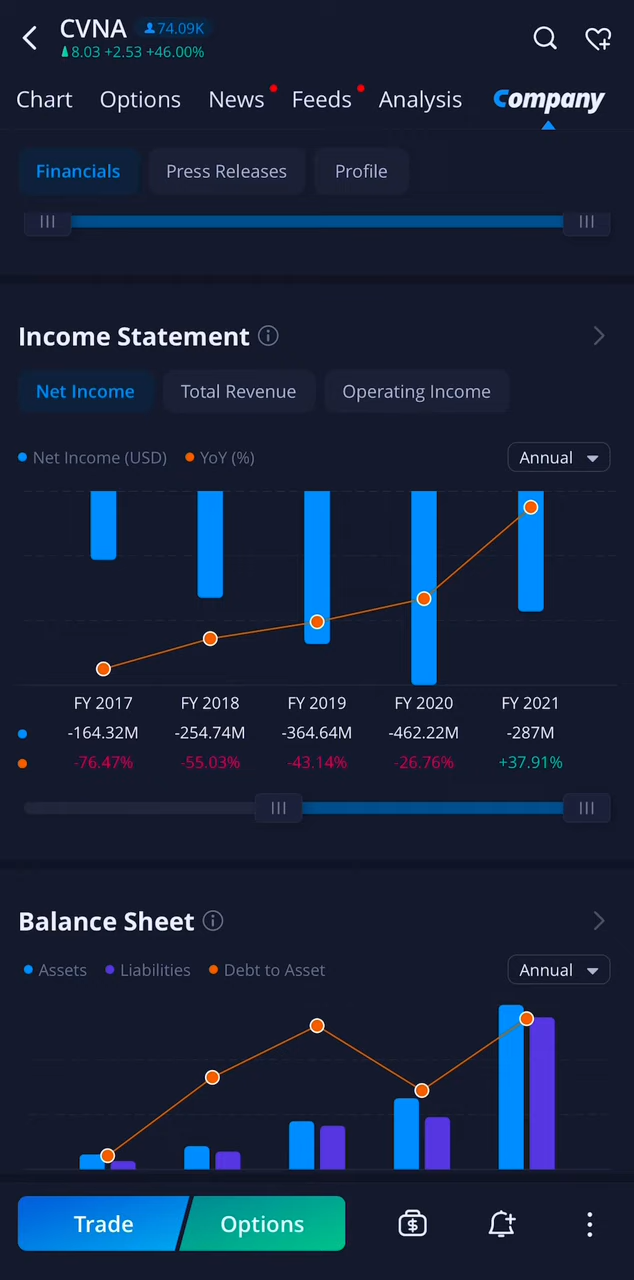 CVNA 74.09K
8.03 +2.53 +46.00%
Chart Options News Feeds Analysis Company
Financials Press Releases Profile
Income Statement
Net Income Total Revenue Operating Income
Net Income (USD) YoY (%) Annual
FY 2017 FY 2018 FY 2019 FY 2020 FY 2021
-164.32M -254.74M -364.64M -462.22M -287M
-76.47% -55.03% -43.14% -26.76% +37.91%
Balance Sheet
Assets Liabilities Debt to Asset Annual
Trade Options